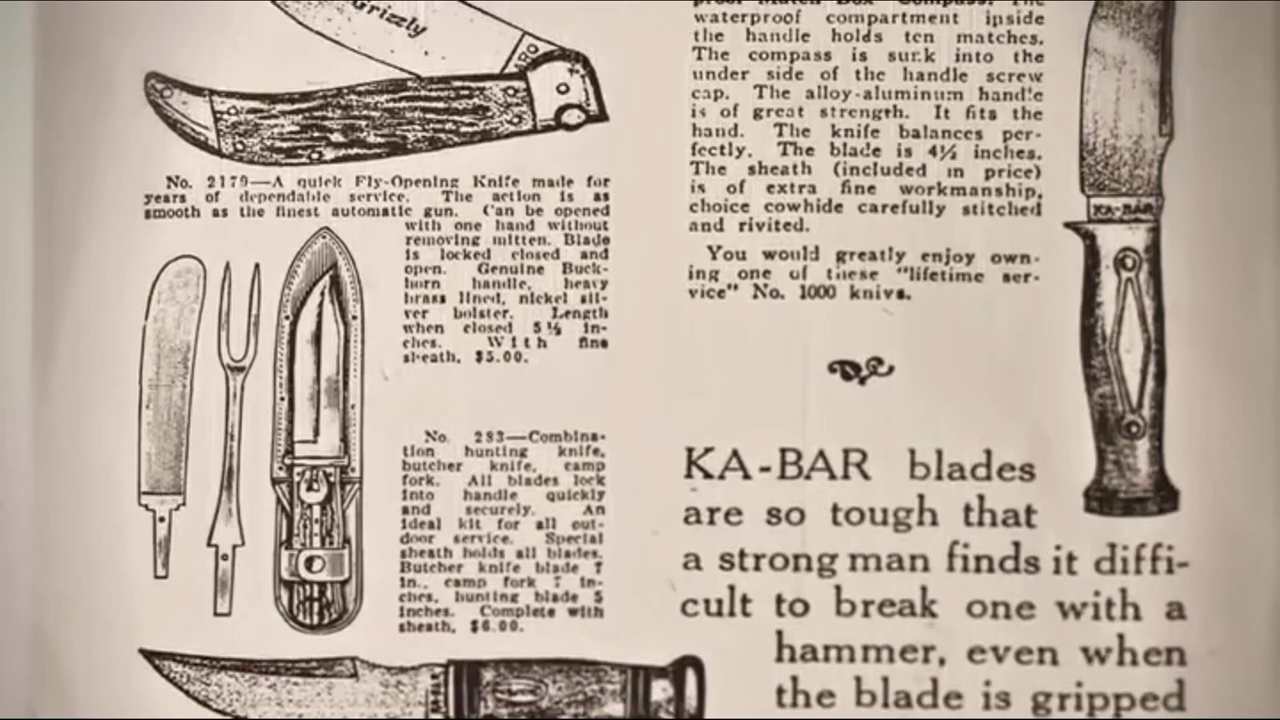 Grizzly
No. 2179—A quick Fly-Opening Knife made for
years of dependable service. The action is as
smooth as the finest automatic gun. Can be opened
with one hand without
removing mitten. Blade
is locked closed and
open. Genuine Buck-
horn handle, heavy
brass lined, nickel sil-
ver bolster. Length
when closed 5½ in-
ches. With fine
sheath, $5.00.
No. 283—Combina-
tion hunting knife,
butcher knife, camp
fork. All blades lock
into handle quickly
and securely. An
ideal kit for all out-
door service. Special
sheath holds all blades.
Butcher knife blade 7
in., camp fork 7 in-
ches, hunting blade 5
inches. Complete with
sheath, $6.00.
proof Match Box Compass. The
waterproof compartment inside
the handle holds ten matches.
The compass is sunk into the
under side of the handle screw
cap. The alloy-aluminum handle
is of great strength. It fits the
hand. The knife balances per-
fectly. The blade is 4½ inches.
The sheath (included in price)
is of extra fine workmanship,
choice cowhide carefully stitched
and rivited.
You would greatly enjoy own-
ing one of these "lifetime ser-
vice" No. 1000 knivs.
KA-BAR
KA-BAR blades
are so tough that
a strong man finds it diffi-
cult to break one with a
hammer, even when
the blade is gripped